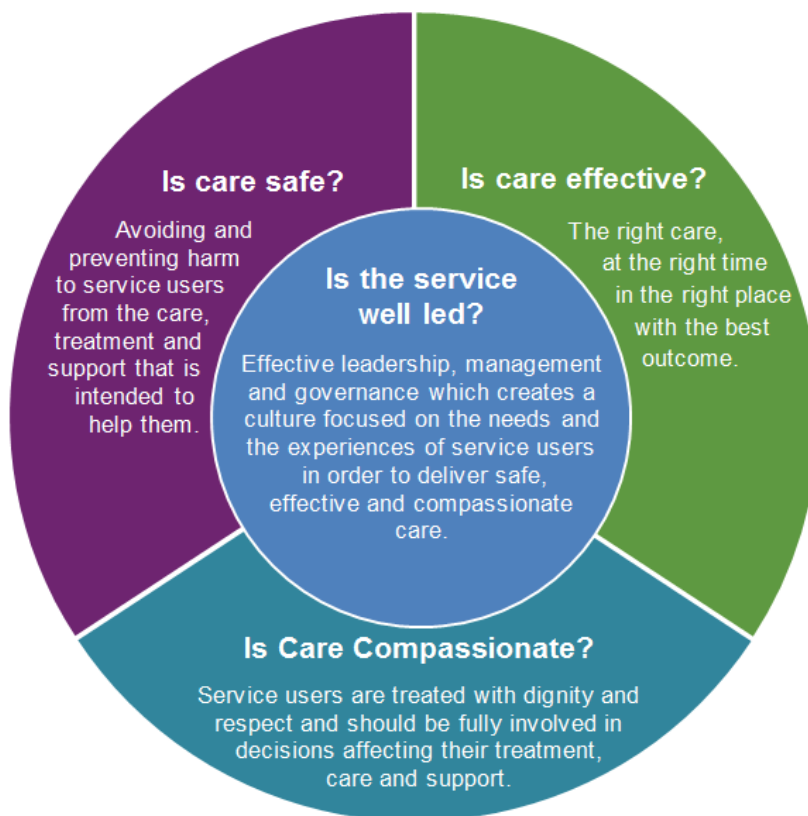 Is care safe?
Avoiding and
preventing harm
to service users
from the care,
treatment and
support that is
intended to
help them.
Is care effective?
The right care,
at the right time
in the right place
with the best
outcome.
Is the service
well led?
Effective leadership, management
and governance which creates a
culture focused on the needs and
the experiences of service users
in order to deliver safe,
effective and compassionate
care.
Is Care Compassionate?
Service users are treated with dignity and
respect and should be fully involved in
decisions affecting their treatment,
care and support.